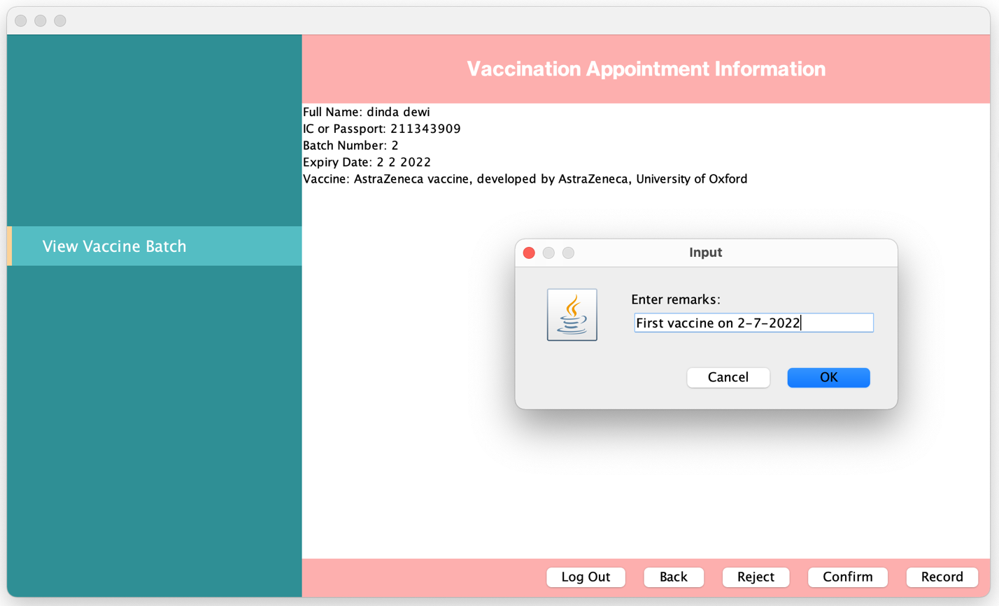 Vaccination Appointment Information
Full Name: dinda dewi
IC or Passport: 211343909
Batch Number: 2
Expiry Date: 2 2 2022
Vaccine: AstraZeneca vaccine, developed by AstraZeneca, University of Oxford
View Vaccine Batch
Input
Enter remarks:
First vaccine on 2-7-2022
Cancel OK
Log Out Back Reject Confirm Record